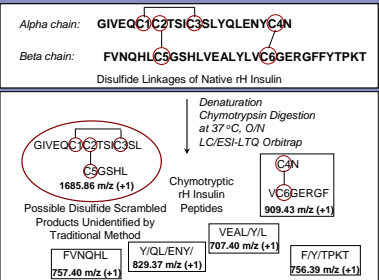 Alpha chain: GIVEQC1C2TSIC3SLYQLENYC4N
Beta chain: FVNQHLC5GSHLVEALYLVC6GERGFFYTPKT
Disulfide Linkages of Native rH Insulin
Denaturation
Chymotrypsin Digestion
at 37 ºC, O/N
LC/ESI-LTQ Orbitrap
GIVEQC1C2TSIC3SL
C5GSHL
1685.86 m/z (+1)
Possible Disulfide Scrambled
Products Unidentified by
Traditional Method
Chymotryptic
rH Insulin
Peptides
C4N
VC6GERGF
909.43 m/z (+1)
FVNQHL
757.40 m/z (+1)
Y/QL/ENY/
829.37 m/z (+1)
VEAL/Y/L
707.40 m/z (+1)
F/Y/TPKT
756.39 m/z (+1)